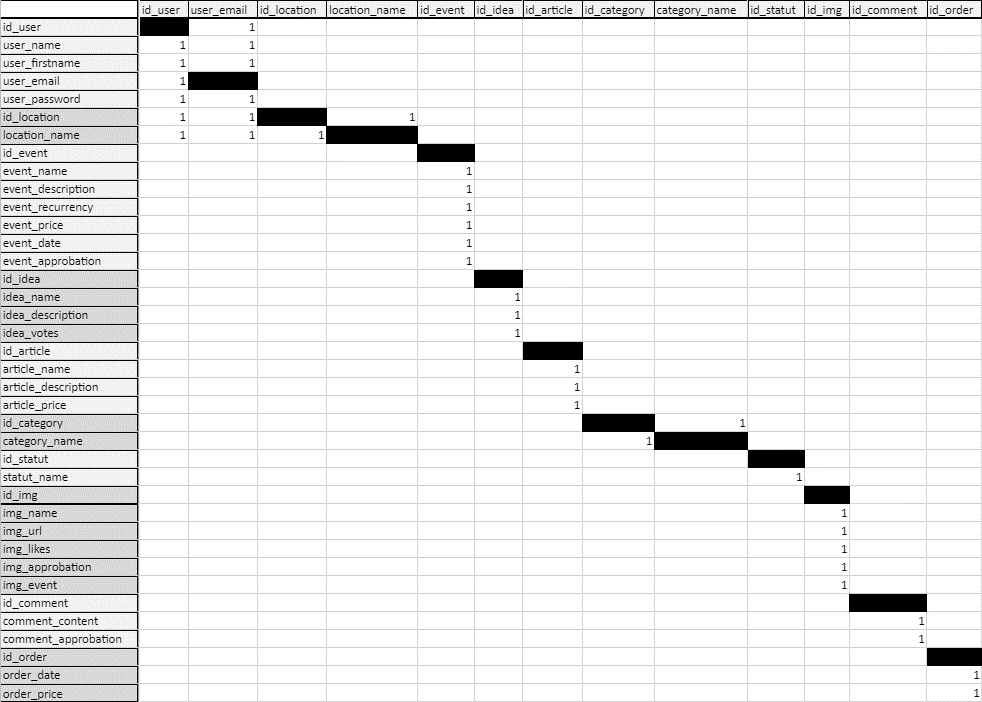 id_user user_email id_location location_name id_event id_idea id_article id_category category_name id_statut id_img id_comment id_order
id_user 1
user_name 1 1
user_firstname 1 1
user_email 1
user_password 1 1
id_location 1 1 1
location_name 1 1 1
id_event
event_name 1
event_description 1
event_recurrency 1
event_price 1
event_date 1
event_approbation 1
id_idea
idea_name 1
idea_description 1
idea_votes 1
id_article
article_name 1
article_description 1
article_price 1
id_category 1
category_name 1
id_statut
statut_name 1
id_img
img_name 1
img_url 1
img_likes 1
img_approbation 1
img_event 1
id_comment
comment_content 1
comment_approbation 1
id_order
order_date 1
order_price 1